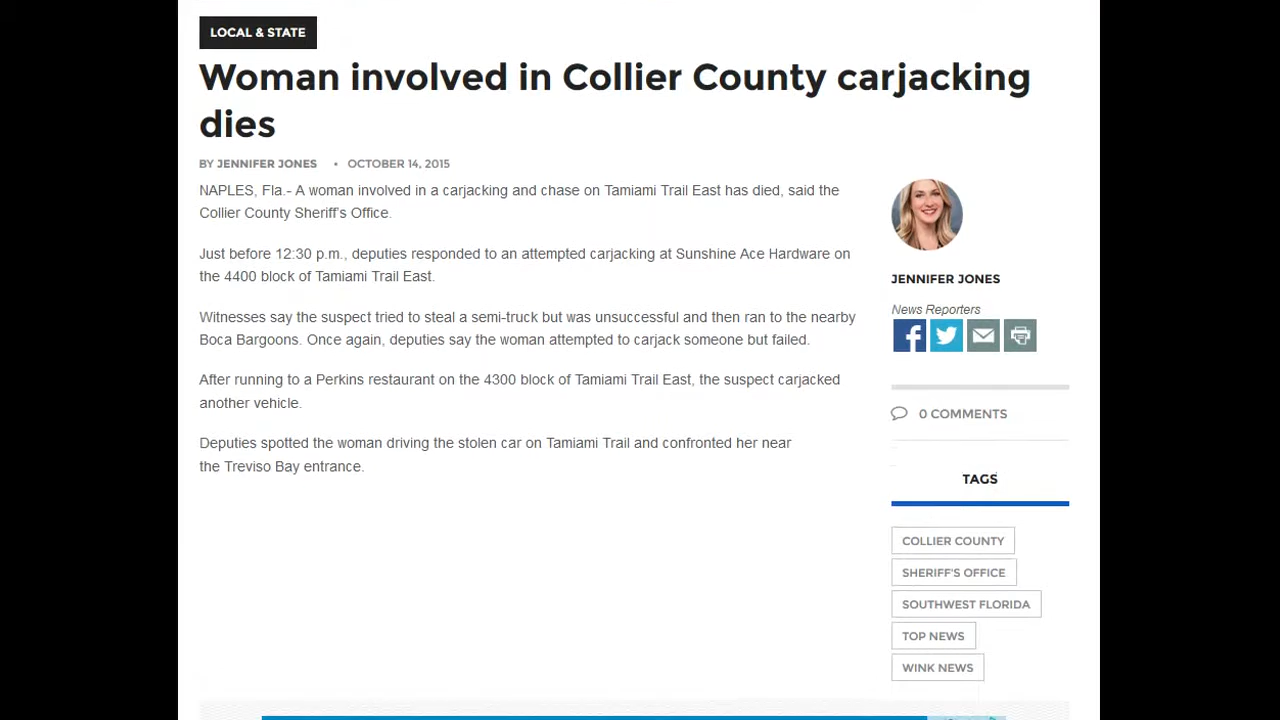 LOCAL & STATE
Woman involved in Collier County carjacking
dies
BY JENNIFER JONES • OCTOBER 14, 2015
NAPLES, Fla.- A woman involved in a carjacking and chase on Tamiami Trail East has died, said the
Collier County Sheriff's Office.
Just before 12:30 p.m., deputies responded to an attempted carjacking at Sunshine Ace Hardware on
the 4400 block of Tamiami Trail East.
Witnesses say the suspect tried to steal a semi-truck but was unsuccessful and then ran to the nearby
Boca Bargoons. Once again, deputies say the woman attempted to carjack someone but failed.
After running to a Perkins restaurant on the 4300 block of Tamiami Trail East, the suspect carjacked
another vehicle.
Deputies spotted the woman driving the stolen car on Tamiami Trail and confronted her near
the Treviso Bay entrance.
JENNIFER JONES
News Reporters
0 COMMENTS
TAGS
COLLIER COUNTY
SHERIFF'S OFFICE
SOUTHWEST FLORIDA
TOP NEWS
WINK NEWS